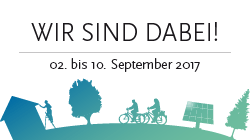 WIR SIND DABEI!
02. bis 10. September 2017